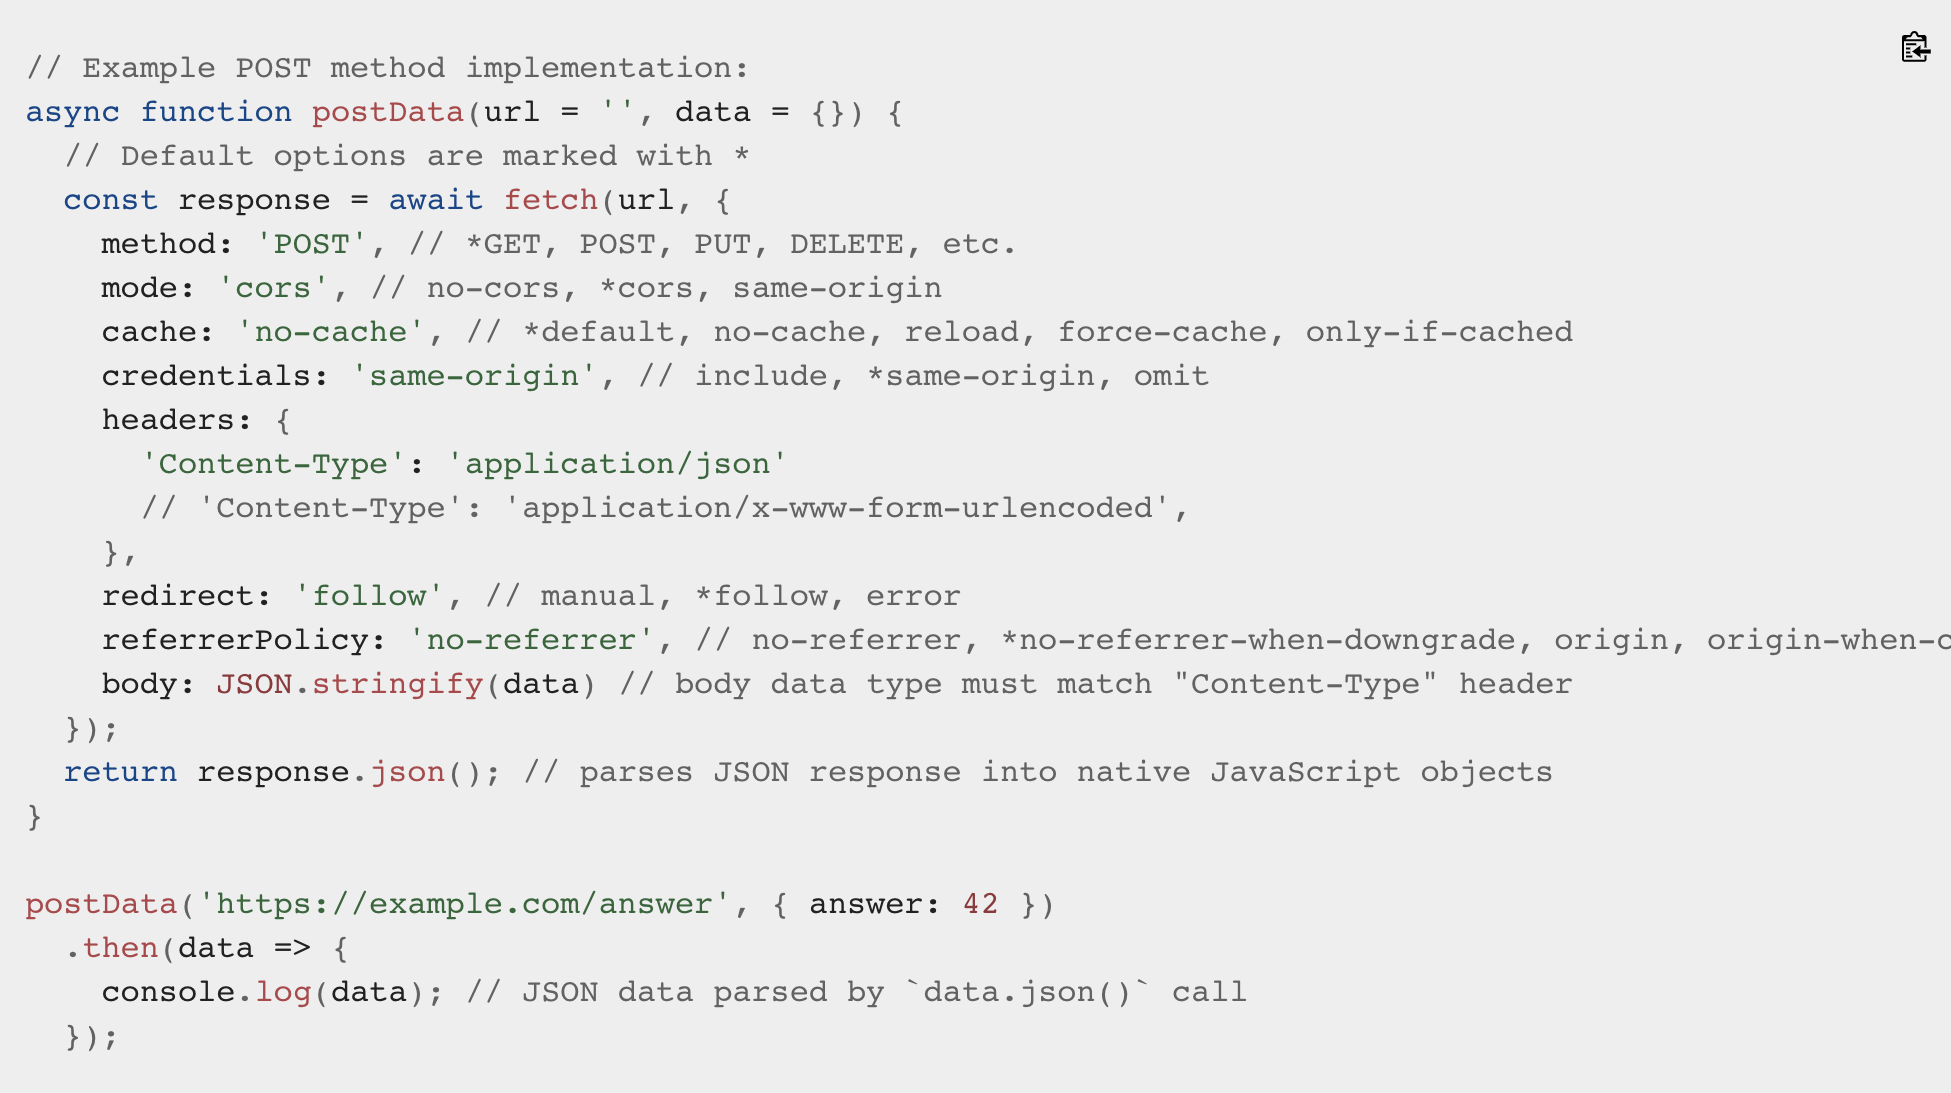 // Example POST method implementation:
async function postData(url = '', data = {}) {
  // Default options are marked with *
  const response = await fetch(url, {
    method: 'POST', // *GET, POST, PUT, DELETE, etc.
    mode: 'cors', // no-cors, *cors, same-origin
    cache: 'no-cache', // *default, no-cache, reload, force-cache, only-if-cached
    credentials: 'same-origin', // include, *same-origin, omit
    headers: {
      'Content-Type': 'application/json'
      // 'Content-Type': 'application/x-www-form-urlencoded',
    },
    redirect: 'follow', // manual, *follow, error
    referrerPolicy: 'no-referrer', // no-referrer, *no-referrer-when-downgrade, origin, origin-when-
    body: JSON.stringify(data) // body data type must match "Content-Type" header
  });
  return response.json(); // parses JSON response into native JavaScript objects
}

postData('https://example.com/answer', { answer: 42 })
  .then(data => {
    console.log(data); // JSON data parsed by `data.json()` call
  });